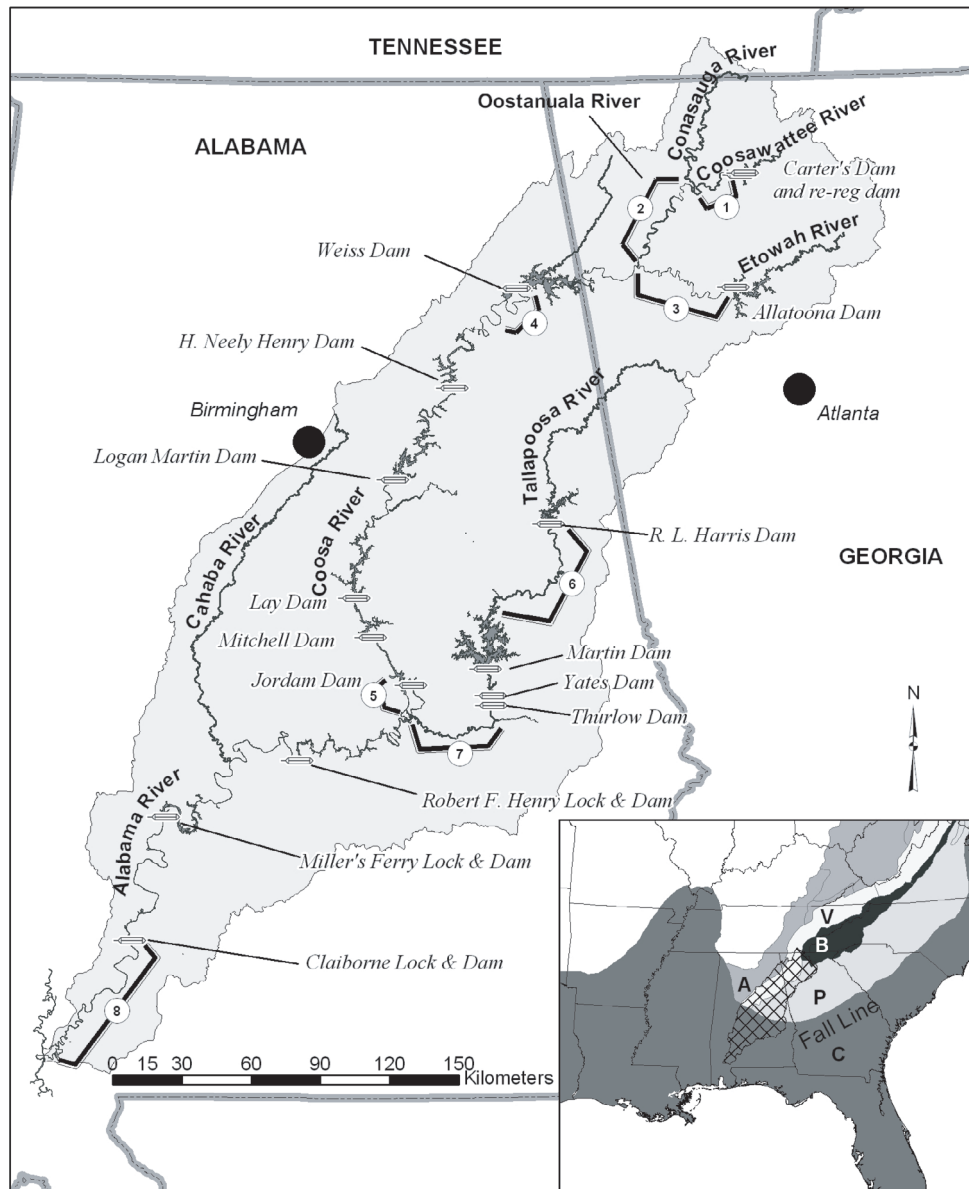 TENNESSEE
Conasauga River
Oostanuala River
ALABAMA
Coosawattee River
Carter's Dam
and re-reg dam
1
2
Etowah River
Weiss Dam
3
Allatoona Dam
4
H. Neely Henry Dam
Tallapoosa River
Birmingham
Atlanta
Logan Martin Dam
Coosa River
R. L. Harris Dam
Cahaba River
GEORGIA
6
Lay Dam
Mitchell Dam
Martin Dam
Jordam Dam
Yates Dam
5
Thurlow Dam
N
7
Robert F. Henry Lock & Dam
Alabama River
Miller's Ferry Lock & Dam
Claiborne Lock & Dam
8
0 15 30 60 90 120 150
Kilometers
V
B
A
P
Fall Line
C